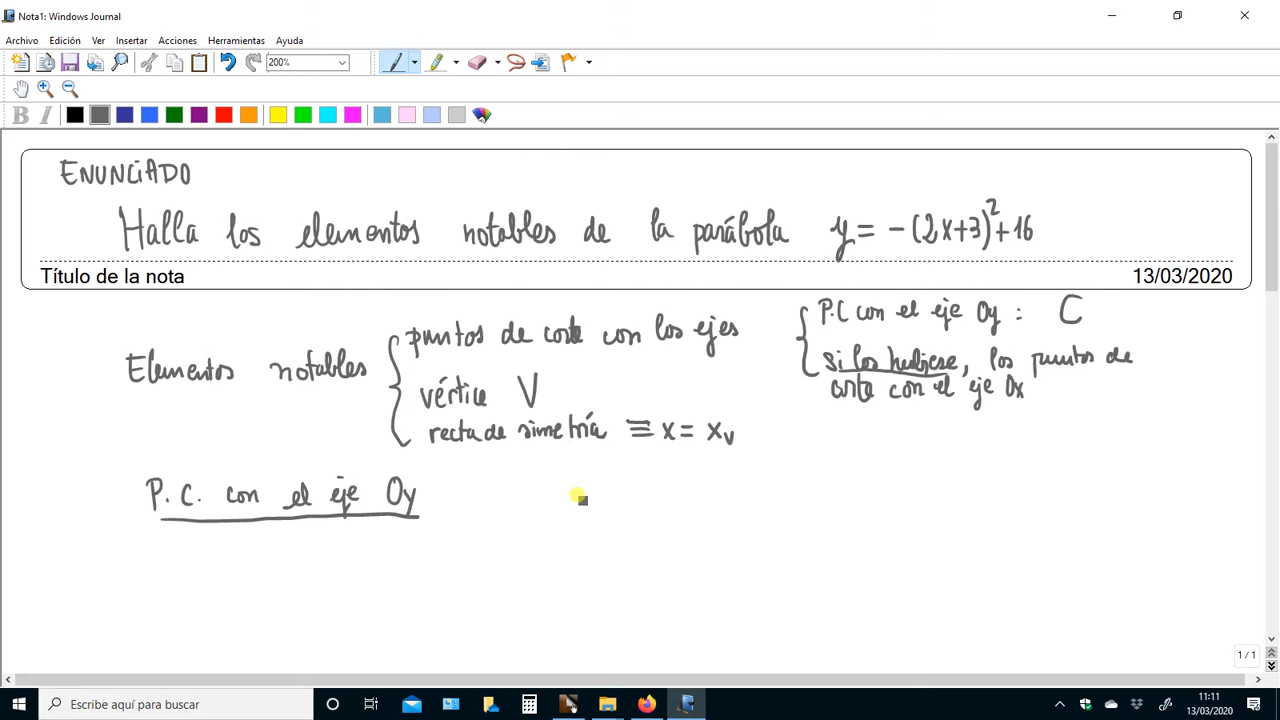 Nota1: Windows Journal
Archivo Edición Ver Insertar Acciones Herramientas Ayuda
200%
B I
ENUNCIADO
Halla los elementos notables de la parábola y = -(2x+3)²+16
Título de la nota 13/03/2020
Elementos notables
puntos de corte con los ejes
vértice V
recta de simetría ≡ x = xᵥ
P.C con el eje Oy : C
si los hubiese, los puntos de
corte con el eje Ox
P. C. con el eje Oy
1 / 1
Escribe aquí para buscar
11:11
13/03/2020